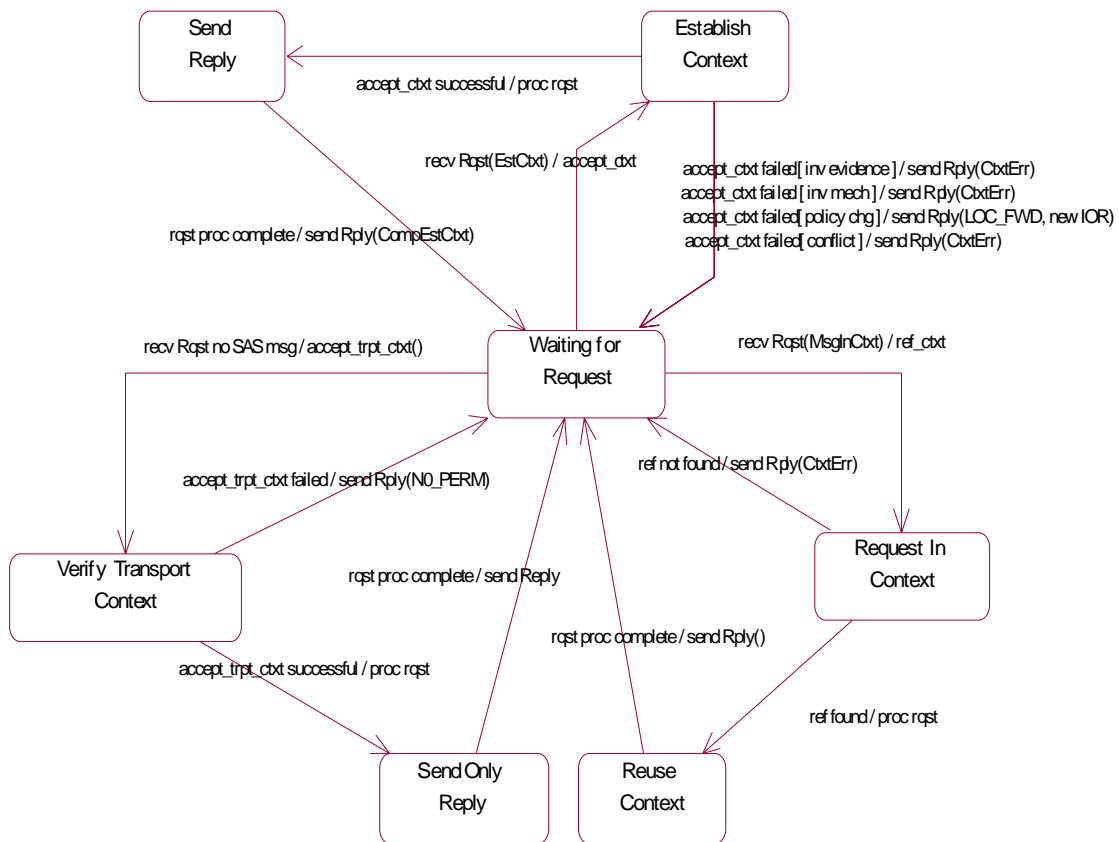 Send
Reply
Establish
Context
accept_ctxt successful / proc rqst
recv Rqst(EstCtxt) / accept_ctxt
accept_ctxt failed[ inv evidence ] / send Rply(CtxtErr)
accept_ctxt failed[ inv mech ] / send Rply(CtxtErr)
accept_ctxt failed[ policy chg ] / send Rply(LOC_FWD, new IOR)
accept_ctxt failed[ conflict ] / send Rply(CtxtErr)
rqst proc complete / send Rply(CompEstCtxt)
recv Rqst no SAS msg / accept_trpt_ctxt()
Waiting for
Request
recv Rqst(MsgInCtxt) / ref_ctxt
accept_trpt_ctxt failed / send Rply(N0_PERM)
ref not found / send Rply(CtxtErr)
Verify Transport
Context
Request In
Context
rqst proc complete / send Reply
rqst proc complete / send Rply()
accept_trpt_ctxt successful / proc rqst
ref found / proc rqst
Send Only
Reply
Reuse
Context